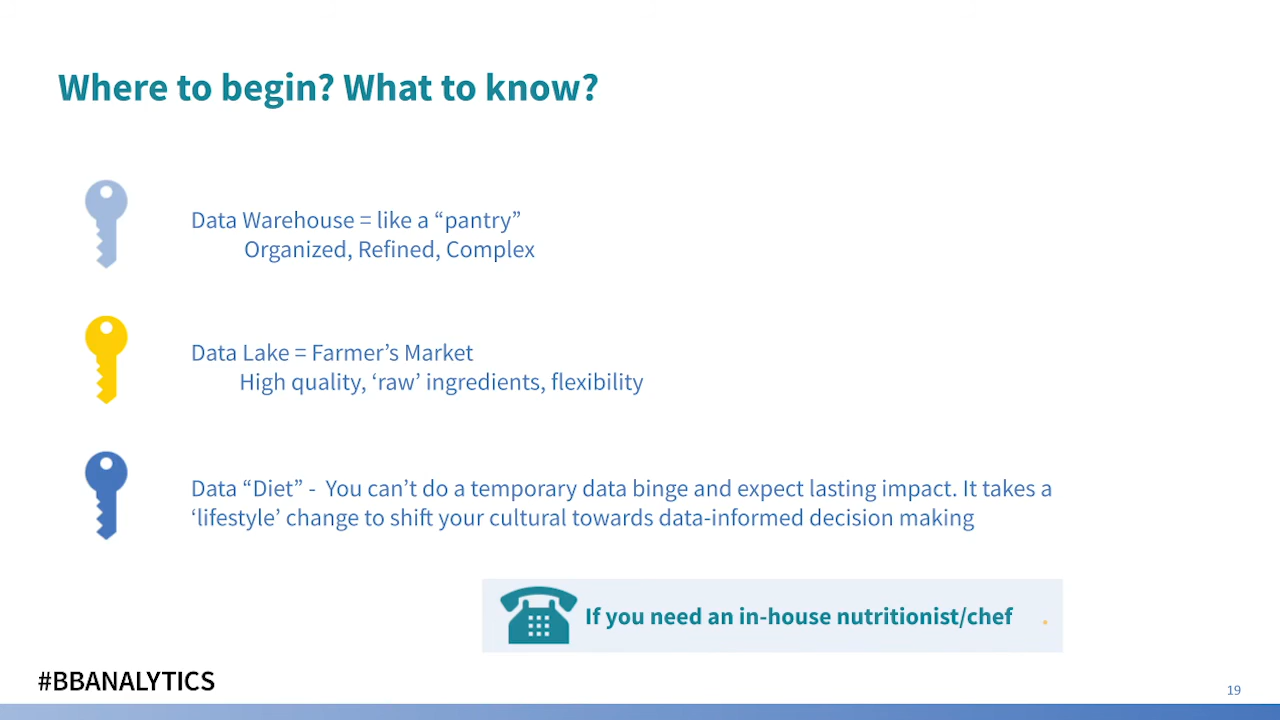 Where to begin? What to know?
Data Warehouse = like a “pantry”
Organized, Refined, Complex
Data Lake = Farmer’s Market
High quality, ‘raw’ ingredients, flexibility
Data “Diet” - You can’t do a temporary data binge and expect lasting impact. It takes a
‘lifestyle’ change to shift your cultural towards data-informed decision making
If you need an in-house nutritionist/chef .
#BBANALYTICS
19